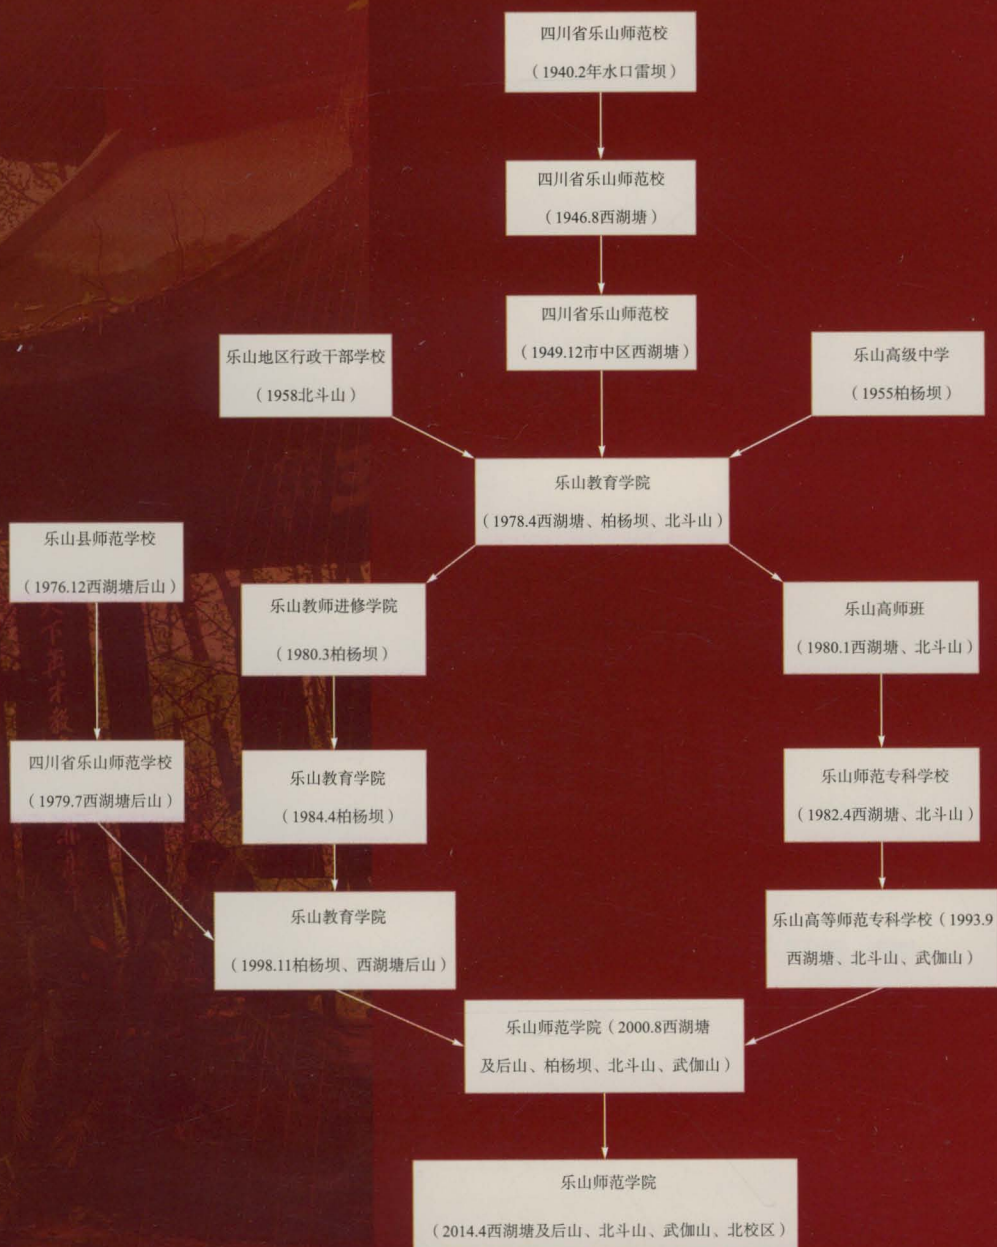 四川省乐山师范校
（1940.2年水口雷坝）
四川省乐山师范校
（1946.8西湖塘）
四川省乐山师范校
（1949.12市中区西湖塘）
乐山地区行政干部学校
（1958北斗山）
乐山高级中学
（1955柏杨坝）
乐山教育学院
（1978.4西湖塘、柏杨坝、北斗山）
乐山县师范学校
（1976.12西湖塘后山）
乐山教师进修学院
（1980.3柏杨坝）
乐山高师班
（1980.1西湖塘、北斗山）
四川省乐山师范学校
（1979.7西湖塘后山）
乐山教育学院
（1984.4柏杨坝）
乐山师范专科学校
（1982.4西湖塘、北斗山）
乐山教育学院
（1998.11柏杨坝、西湖塘后山）
乐山高等师范专科学校（1993.9
西湖塘、北斗山、武伽山）
乐山师范学院（2000.8西湖塘
及后山、柏杨坝、北斗山、武伽山）
乐山师范学院
（2014.4西湖塘及后山、北斗山、武伽山、北校区）